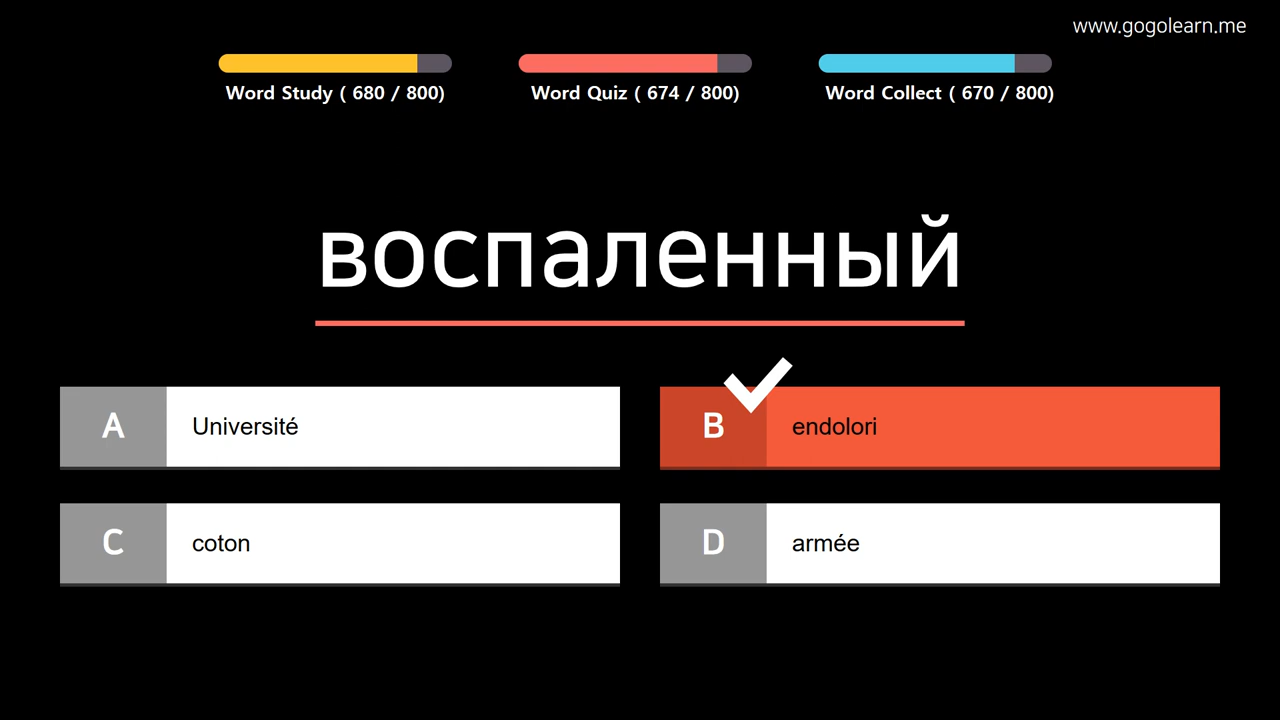 www.gogolearn.me
Word Study ( 680 / 800)
Word Quiz ( 674 / 800)
Word Collect ( 670 / 800)
воспаленный
A Université
B endolori
C coton
D armée